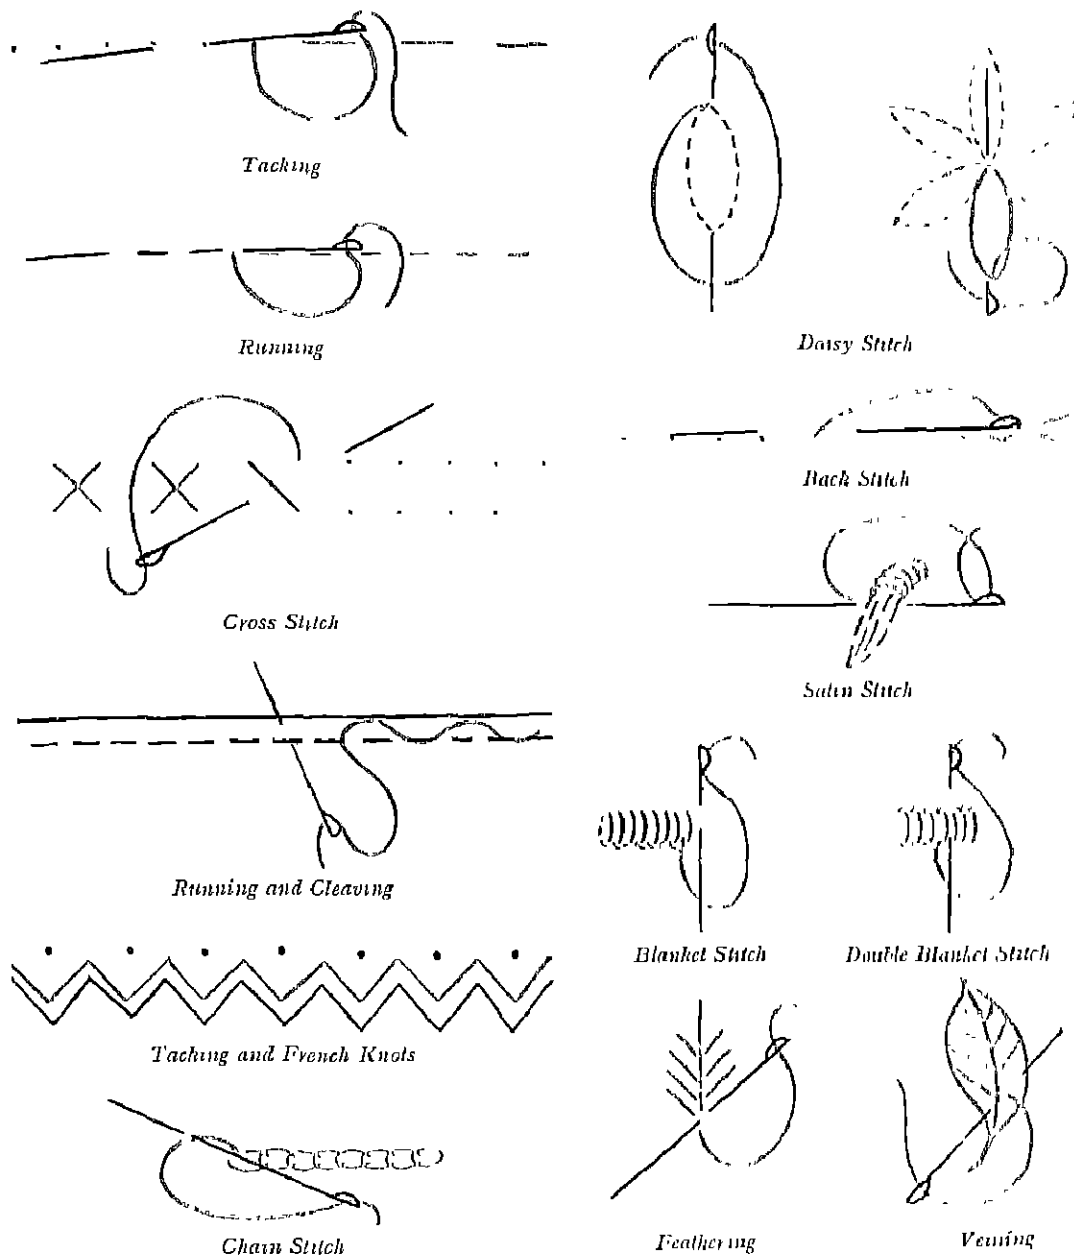 Tacking
Running
Cross Stitch
Running and Cleaving
Tacking and French Knots
Chain Stitch
Daisy Stitch
Back Stitch
Satin Stitch
Blanket Stitch
Double Blanket Stitch
Feathering
Veining